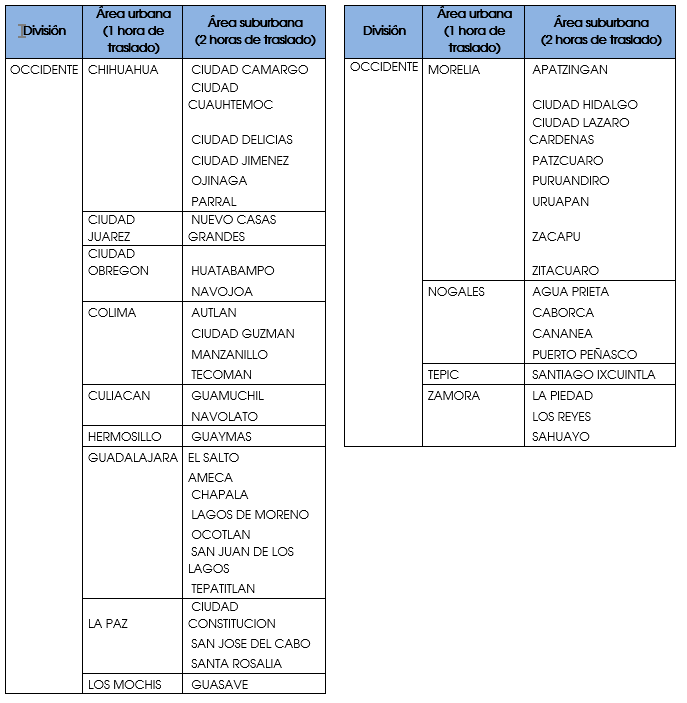 División
Área urbana
(1 hora de
traslado)
Área suburbana
(2 horas de traslado)
OCCIDENTE
CHIHUAHUA
CIUDAD CAMARGO
CIUDAD
CUAUHTEMOC
CIUDAD DELICIAS
CIUDAD JIMENEZ
OJINAGA
PARRAL
CIUDAD
JUAREZ
NUEVO CASAS
GRANDES
CIUDAD
OBREGON
HUATABAMPO
NAVOJOA
COLIMA
AUTLAN
CIUDAD GUZMAN
MANZANILLO
TECOMAN
CULIACAN
GUAMUCHIL
NAVOLATO
HERMOSILLO
GUAYMAS
GUADALAJARA
EL SALTO
AMECA
CHAPALA
LAGOS DE MORENO
OCOTLAN
SAN JUAN DE LOS
LAGOS
TEPATITLAN
LA PAZ
CIUDAD
CONSTITUCION
SAN JOSE DEL CABO
SANTA ROSALIA
LOS MOCHIS
GUASAVE
División
Área urbana
(1 hora de
traslado)
Área suburbana
(2 horas de traslado)
OCCIDENTE
MORELIA
APATZINGAN
CIUDAD HIDALGO
CIUDAD LAZARO
CARDENAS
PATZCUARO
PURUANDIRO
URUAPAN
ZACAPU
ZITACUARO
NOGALES
AGUA PRIETA
CABORCA
CANANEA
PUERTO PEÑASCO
TEPIC
SANTIAGO IXCUINTLA
ZAMORA
LA PIEDAD
LOS REYES
SAHUAYO